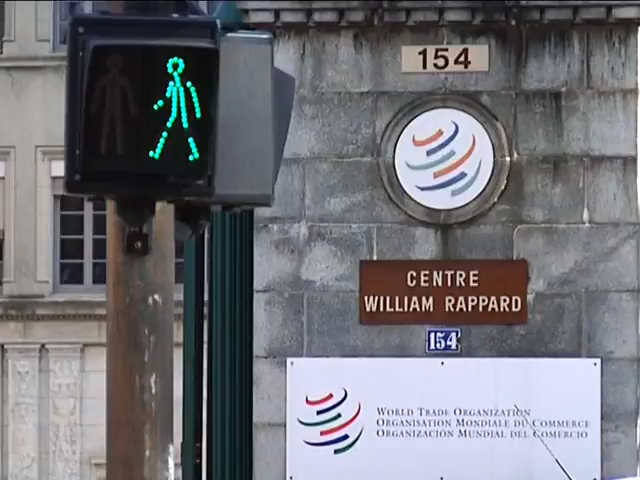 154
CENTRE
WILLIAM RAPPARD
154
WORLD TRADE ORGANIZATION
ORGANISATION MONDIALE DU COMMERCE
ORGANIZACIÓN MUNDIAL DEL COMERCIO